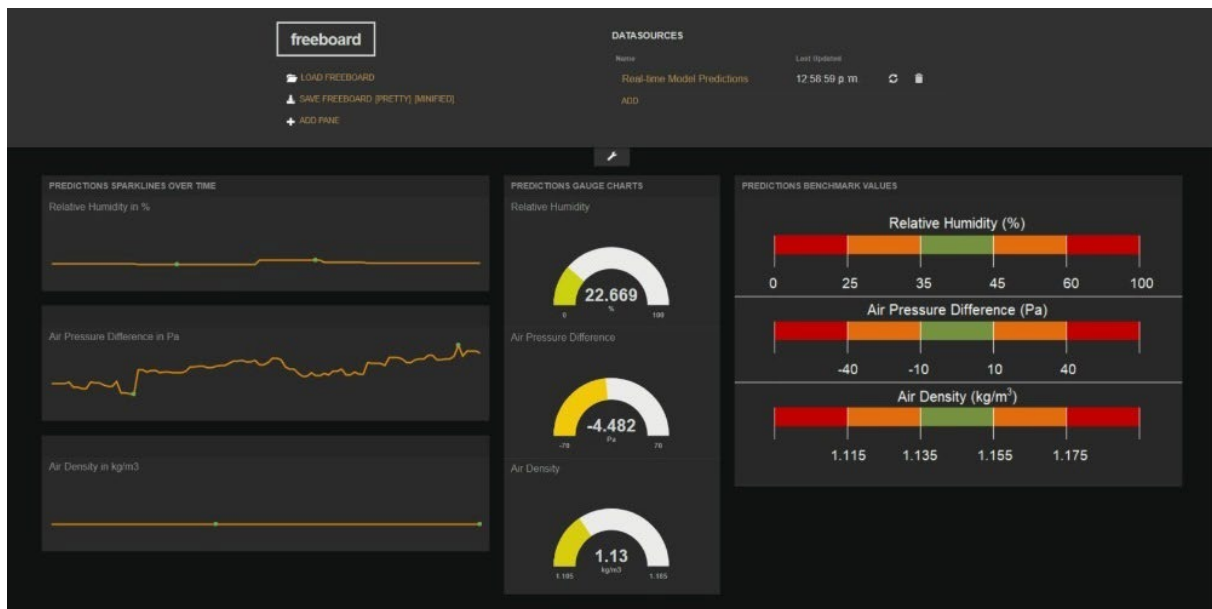 freeboard
LOAD FREEBOARD
SAVE FREEBOARD [PRETTY] [MINIFIED]
ADD PANE
DATASOURCES
Name Last Updated
Real-time Model Predictions 12:58:59 p.m.
ADD
PREDICTIONS SPARKLINES OVER TIME
Relative Humidity in %
Air Pressure Difference in Pa
Air Density in kg/m3
PREDICTIONS GAUGE CHARTS
Relative Humidity
22.669
%
0 100
Air Pressure Difference
-4.482
Pa
-70 70
Air Density
1.13
kg/m3
1.105 1.185
PREDICTIONS BENCHMARK VALUES
Relative Humidity (%)
0 25 35 45 60 100
Air Pressure Difference (Pa)
-40 -10 10 40
Air Density (kg/m³)
1.115 1.135 1.155 1.175